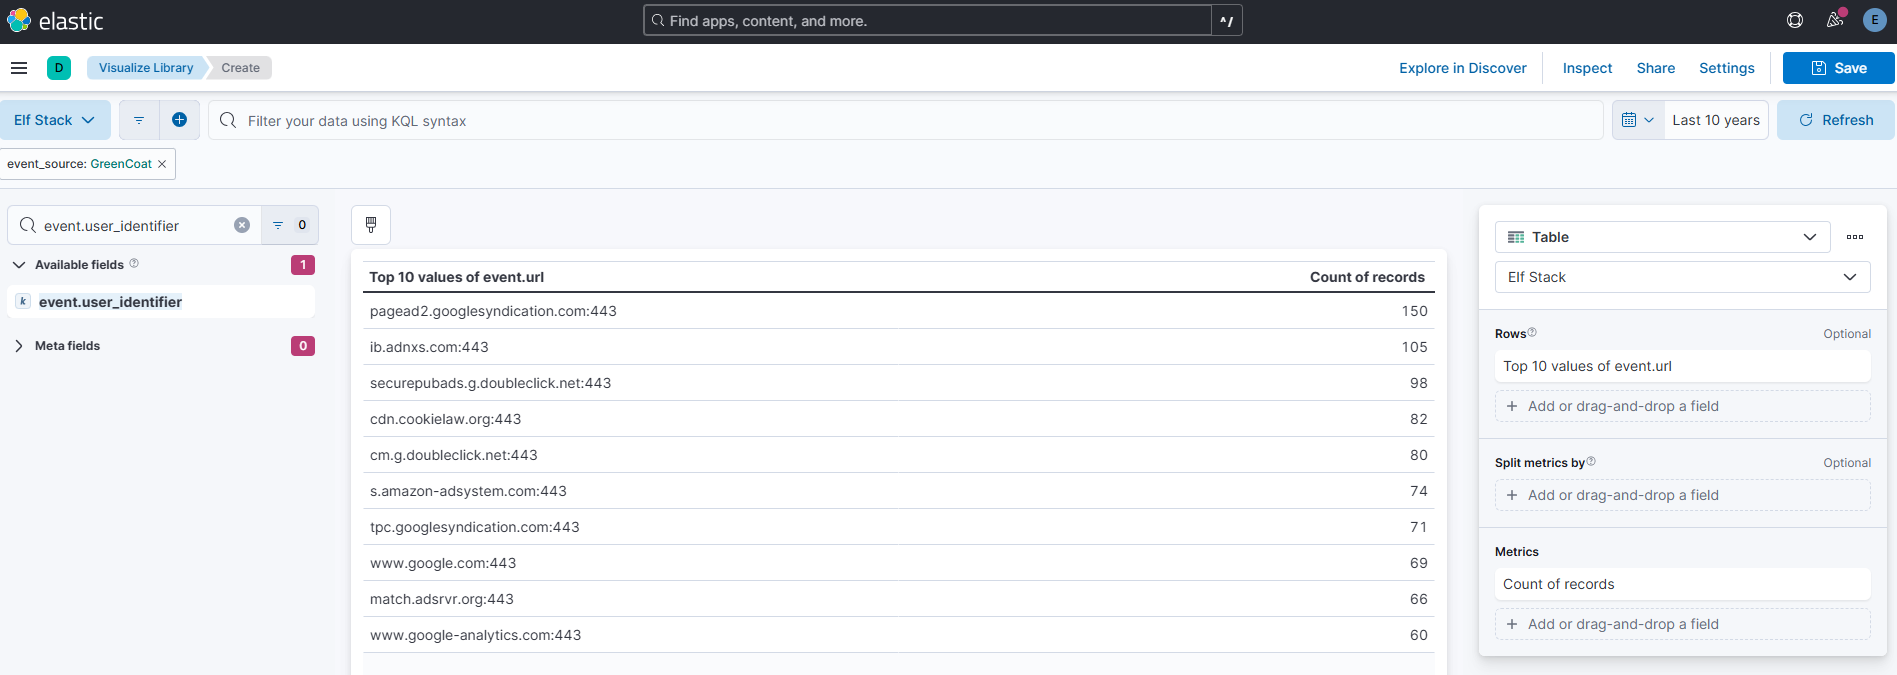 elastic
Find apps, content, and more.
^/
E
D
Visualize Library
Create
Explore in Discover
Inspect
Share
Settings
Save
Elf Stack
Filter your data using KQL syntax
Last 10 years
Refresh
event_source: GreenCoat ×
event.user_identifier
0
Available fields
1
k event.user_identifier
Meta fields
0
Top 10 values of event.url Count of records
pagead2.googlesyndication.com:443 150
ib.adnxs.com:443 105
securepubads.g.doubleclick.net:443 98
cdn.cookielaw.org:443 82
cm.g.doubleclick.net:443 80
s.amazon-adsystem.com:443 74
tpc.googlesyndication.com:443 71
www.google.com:443 69
match.adsrvr.org:443 66
www.google-analytics.com:443 60
Table
Elf Stack
Rows Optional
Top 10 values of event.url
+ Add or drag-and-drop a field
Split metrics by Optional
+ Add or drag-and-drop a field
Metrics
Count of records
+ Add or drag-and-drop a field